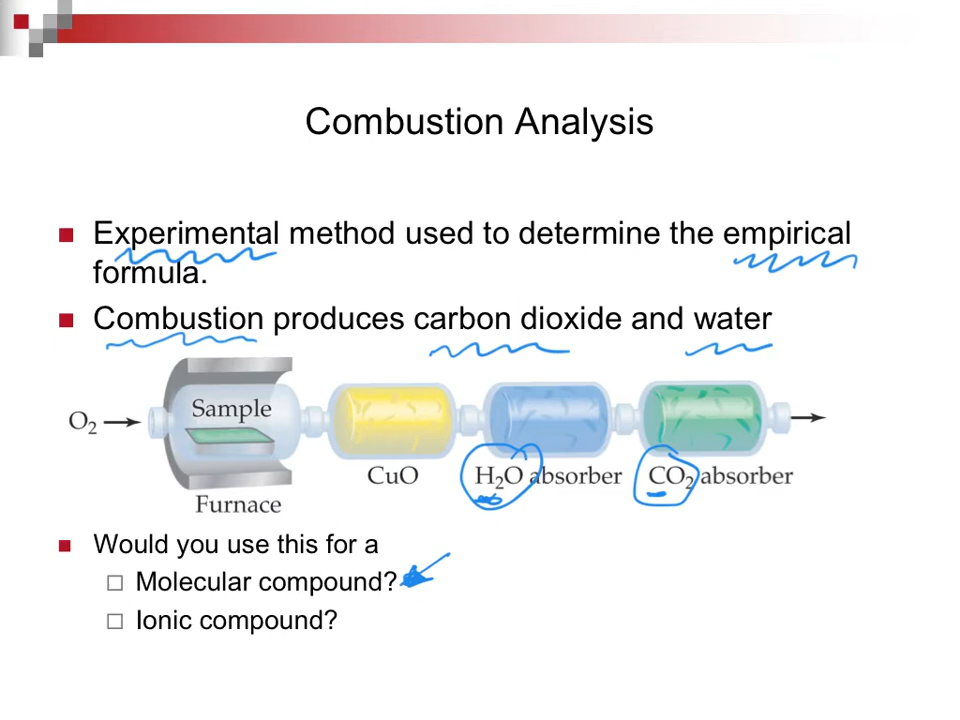 Combustion Analysis
Experimental method used to determine the empirical
formula.
Combustion produces carbon dioxide and water
O₂
Sample
CuO
H₂O absorber
CO₂ absorber
Furnace
Would you use this for a
Molecular compound?
Ionic compound?